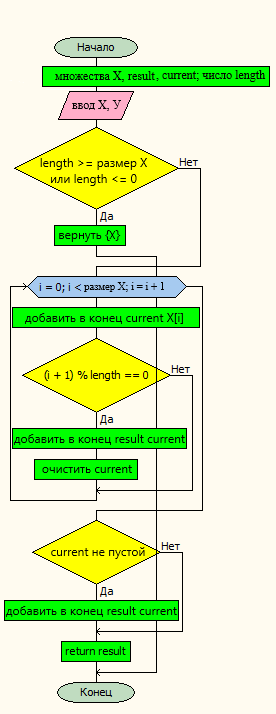 Начало
множества X, result, current; число length
ввод X, У
length >= размер X
или length <= 0
Нет
Да
вернуть {X}
i = 0; i < размер X; i = i + 1
добавить в конец current X[i]
(i + 1) % length == 0
Нет
Да
добавить в конец result current
очистить current
current не пустой
Нет
Да
добавить в конец result current
return result
Конец